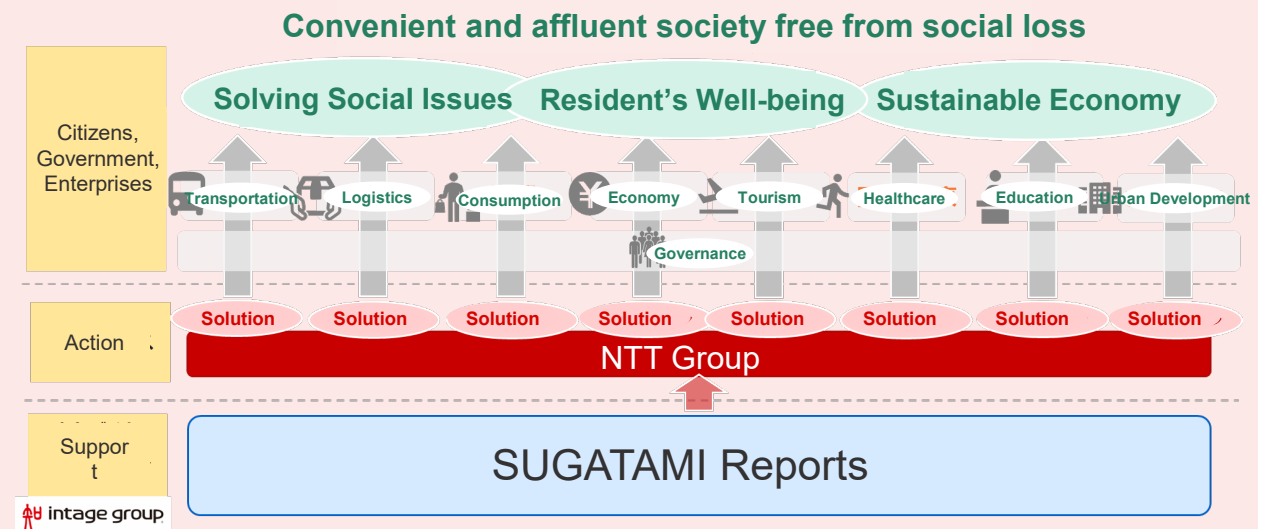 Convenient and affluent society free from social loss
Solving Social Issues
Resident's Well-being
Sustainable Economy
Citizens,
Government,
Enterprises
Transportation
Logistics
Consumption
Economy
Tourism
Healthcare
Education
Urban Development
Governance
Solution
Solution
Solution
Solution
Solution
Solution
Solution
Solution
Action
NTT Group
Suppor
t
SUGATAMI Reports
intage group